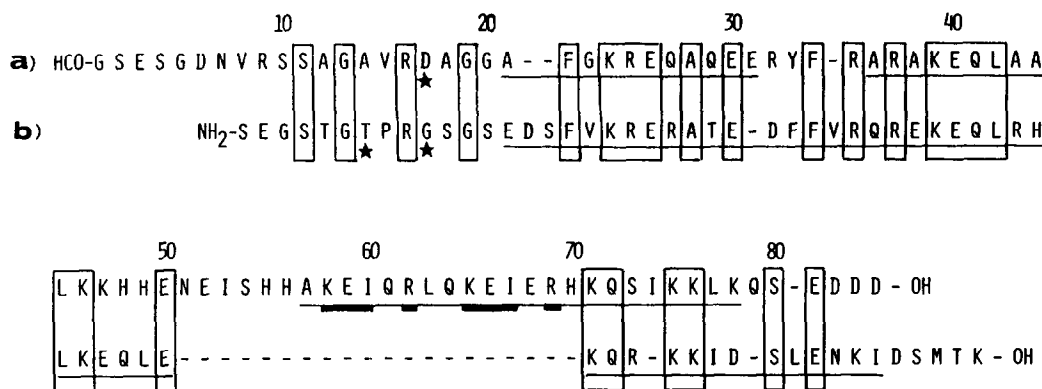 10 20 30 40
a) HCO-G S E S G D N V R S S A G A V R D A G G A - - F G K R E Q A Q E E R Y F - R A R A K E Q L A A
★
b) NH2-S E G S T G T P R G S G S E D S F V K R E R A T E - D F F V R Q R E K E Q L R H
★ ★
50 60 70 80
L K K H H E N E I S H H A K E I Q R L Q K E I E R H K Q S I K K L K Q S - E D D D - OH
L K E Q L E - - - - - - - - - - - - - - - - - - - - K Q R - K K I D - S L E N K I D S M T K - OH